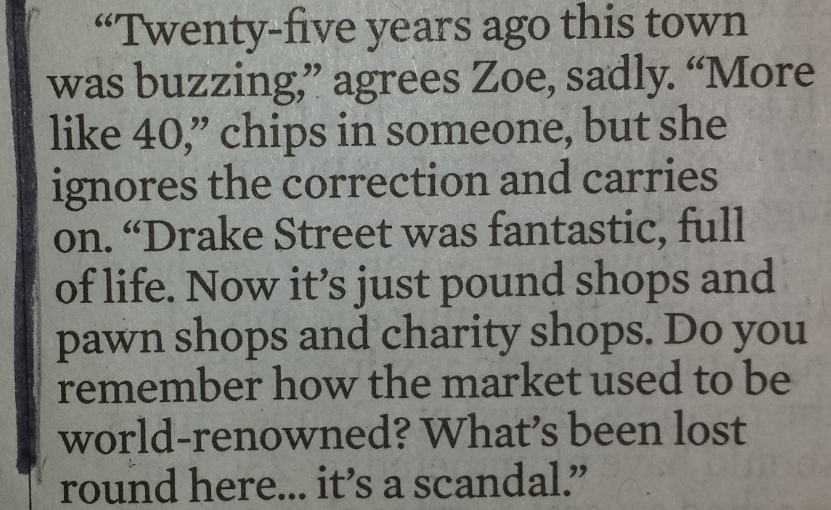 “Twenty-five years ago this town
was buzzing,” agrees Zoe, sadly. “More
like 40,” chips in someone, but she
ignores the correction and carries
on. “Drake Street was fantastic, full
of life. Now it’s just pound shops and
pawn shops and charity shops. Do you
remember how the market used to be
world-renowned? What’s been lost
round here... it’s a scandal.”